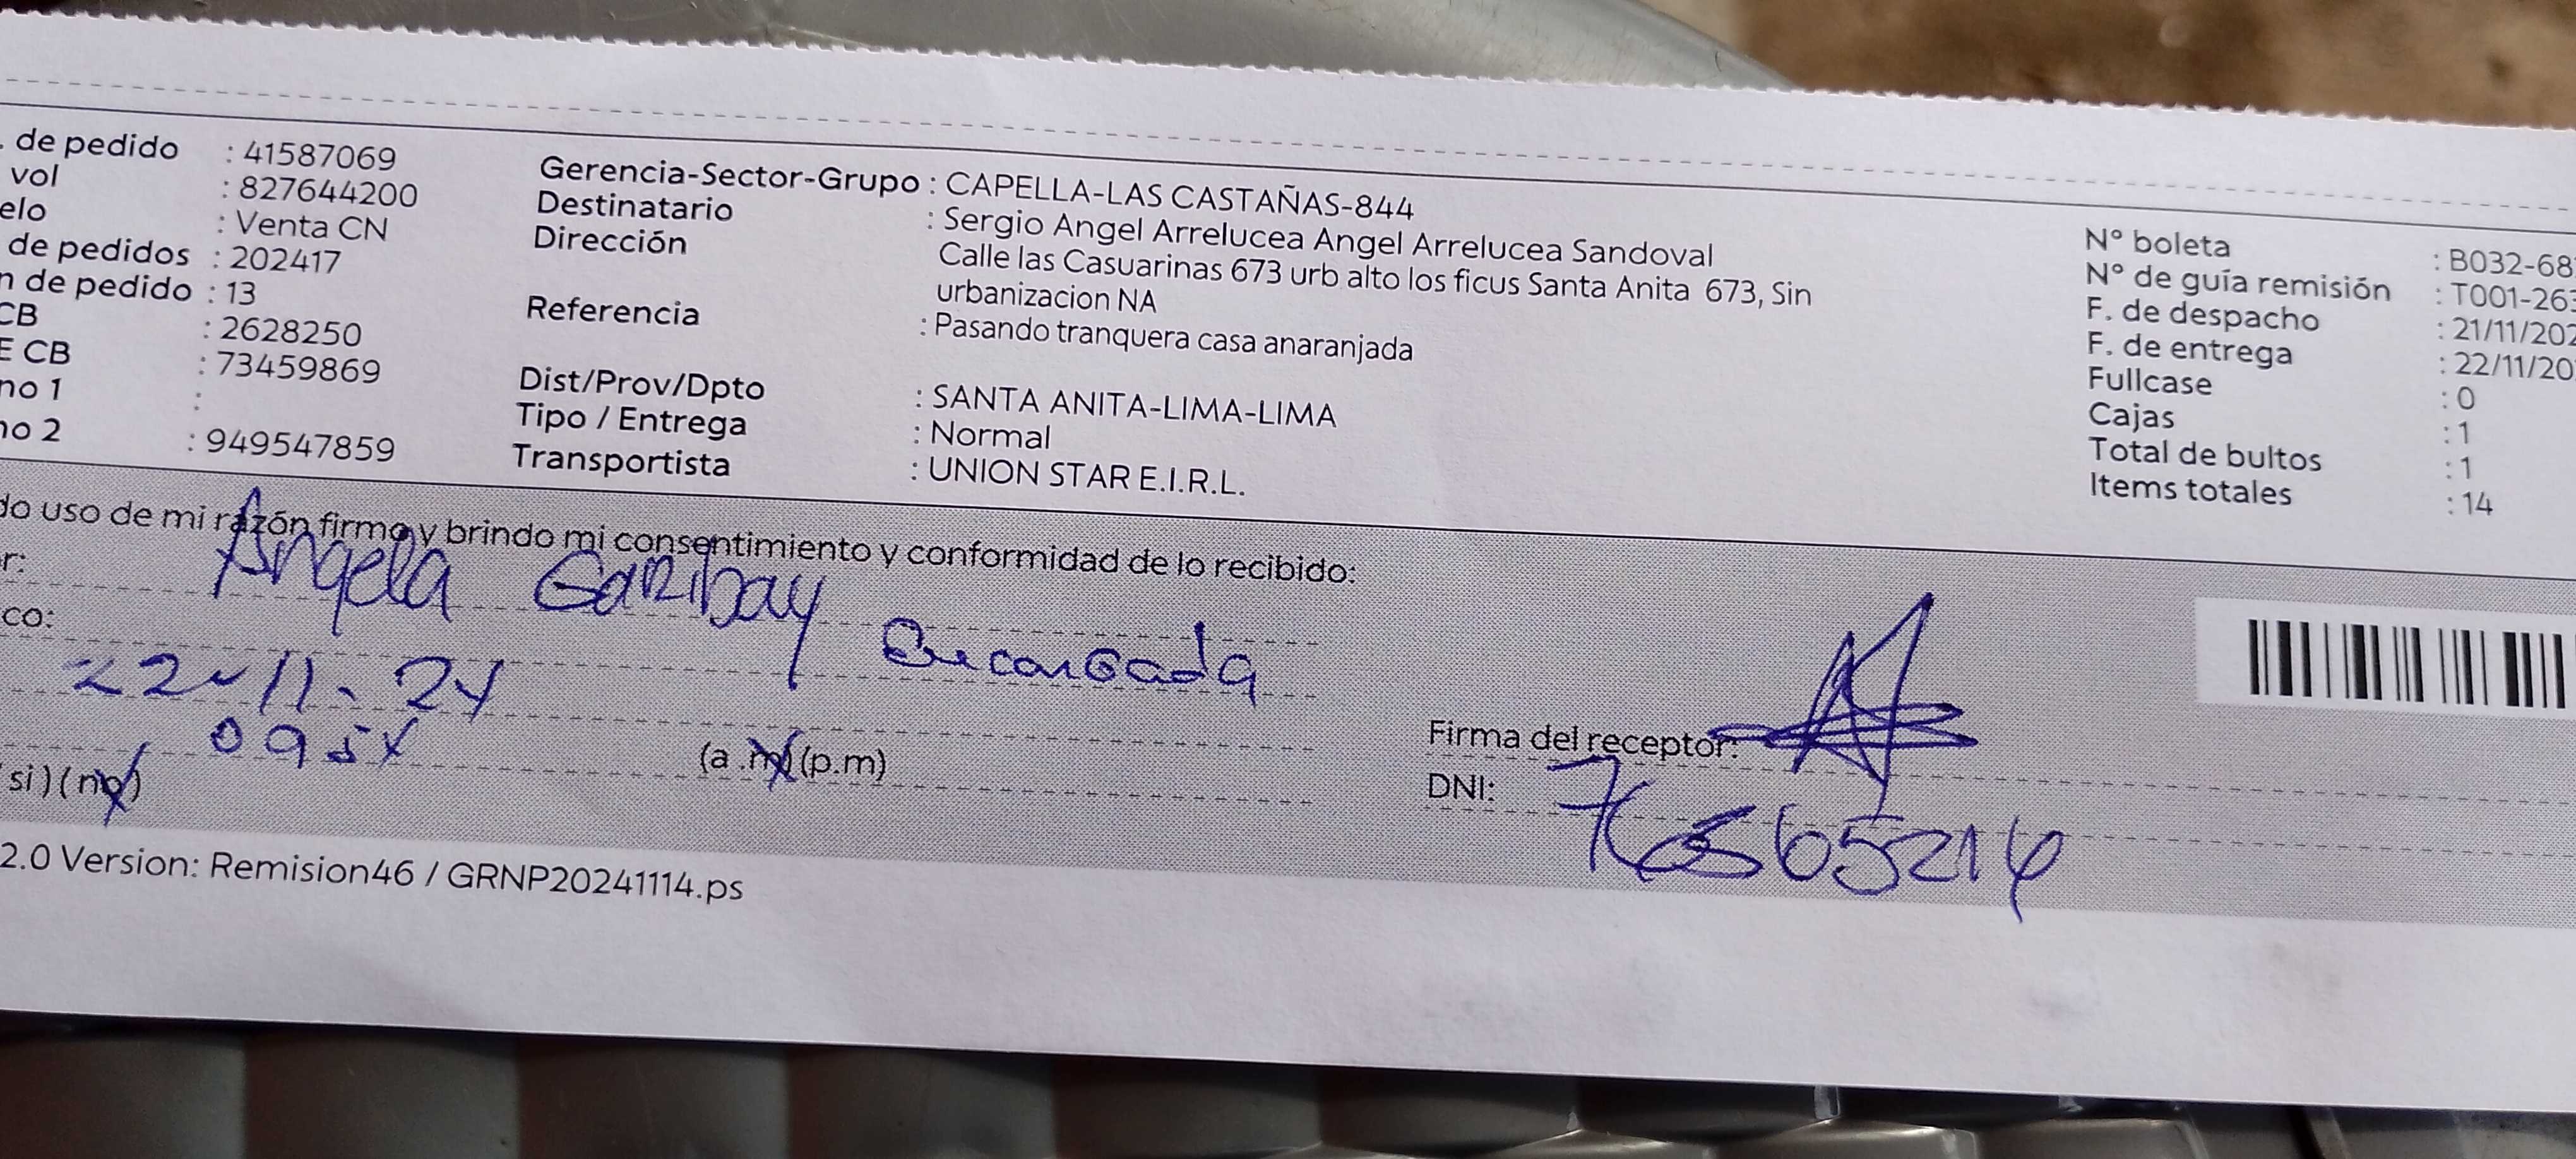 . de pedido : 41587069
vol : 827644200
elo : Venta CN
de pedidos : 202417
n de pedido : 13
CB : 2628250
E CB : 73459869
no 1 :
no 2 : 949547859
Gerencia-Sector-Grupo : CAPELLA-LAS CASTAÑAS-844
Destinatario : Sergio Angel Arrelucea Angel Arrelucea Sandoval
Dirección Calle las Casuarinas 673 urb alto los ficus Santa Anita 673, Sin
urbanizacion NA
Referencia : Pasando tranquera casa anaranjada
Dist/Prov/Dpto : SANTA ANITA-LIMA-LIMA
Tipo / Entrega : Normal
Transportista : UNION STAR E.I.R.L.
N° boleta : B032-68
N° de guía remisión : T001-263
F. de despacho : 21/11/202
F. de entrega : 22/11/20
Fullcase : 0
Cajas : 1
Total de bultos : 1
Items totales : 14
do uso de mi razón firmo y brindo mi consentimiento y conformidad de lo recibido:
r: Angela Garibay
co: Encargada
22-11-24
(a .m) (p.m)
si ) ( no )
Firma del receptor:
DNI:
2.0 Version: Remision46 / GRNP20241114.ps